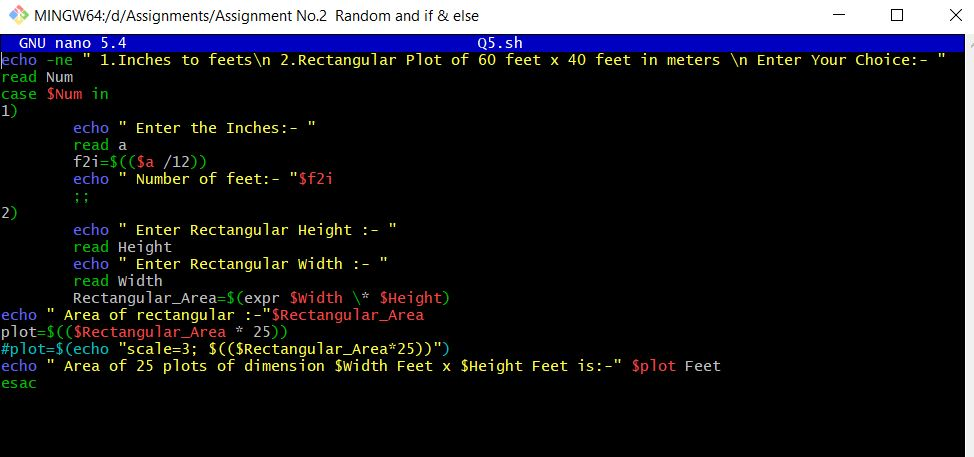 MINGW64:/d/Assignments/Assignment No.2  Random and if & else
GNU nano 5.4 Q5.sh
echo -ne " 1.Inches to feets\n 2.Rectangular Plot of 60 feet x 40 feet in meters \n Enter Your Choice:- "
read Num
case $Num in
1)
        echo " Enter the Inches:- "
        read a
        f2i=$(($a /12))
        echo " Number of feet:- "$f2i
        ;;
2)
        echo " Enter Rectangular Height :- "
        read Height
        echo " Enter Rectangular Width :- "
        read Width
        Rectangular_Area=$(expr $Width \* $Height)
echo " Area of rectangular :-"$Rectangular_Area
plot=$(($Rectangular_Area * 25))
#plot=$(echo "scale=3; $(($Rectangular_Area*25))")
echo " Area of 25 plots of dimension $Width Feet x $Height Feet is:-" $plot Feet
esac